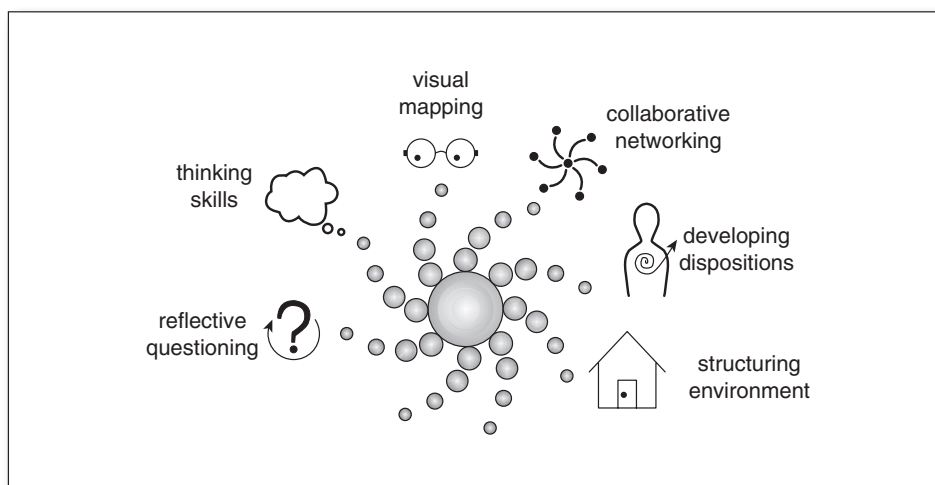 visual
mapping
collaborative
networking
thinking
skills
developing
dispositions
reflective
questioning
structuring
environment